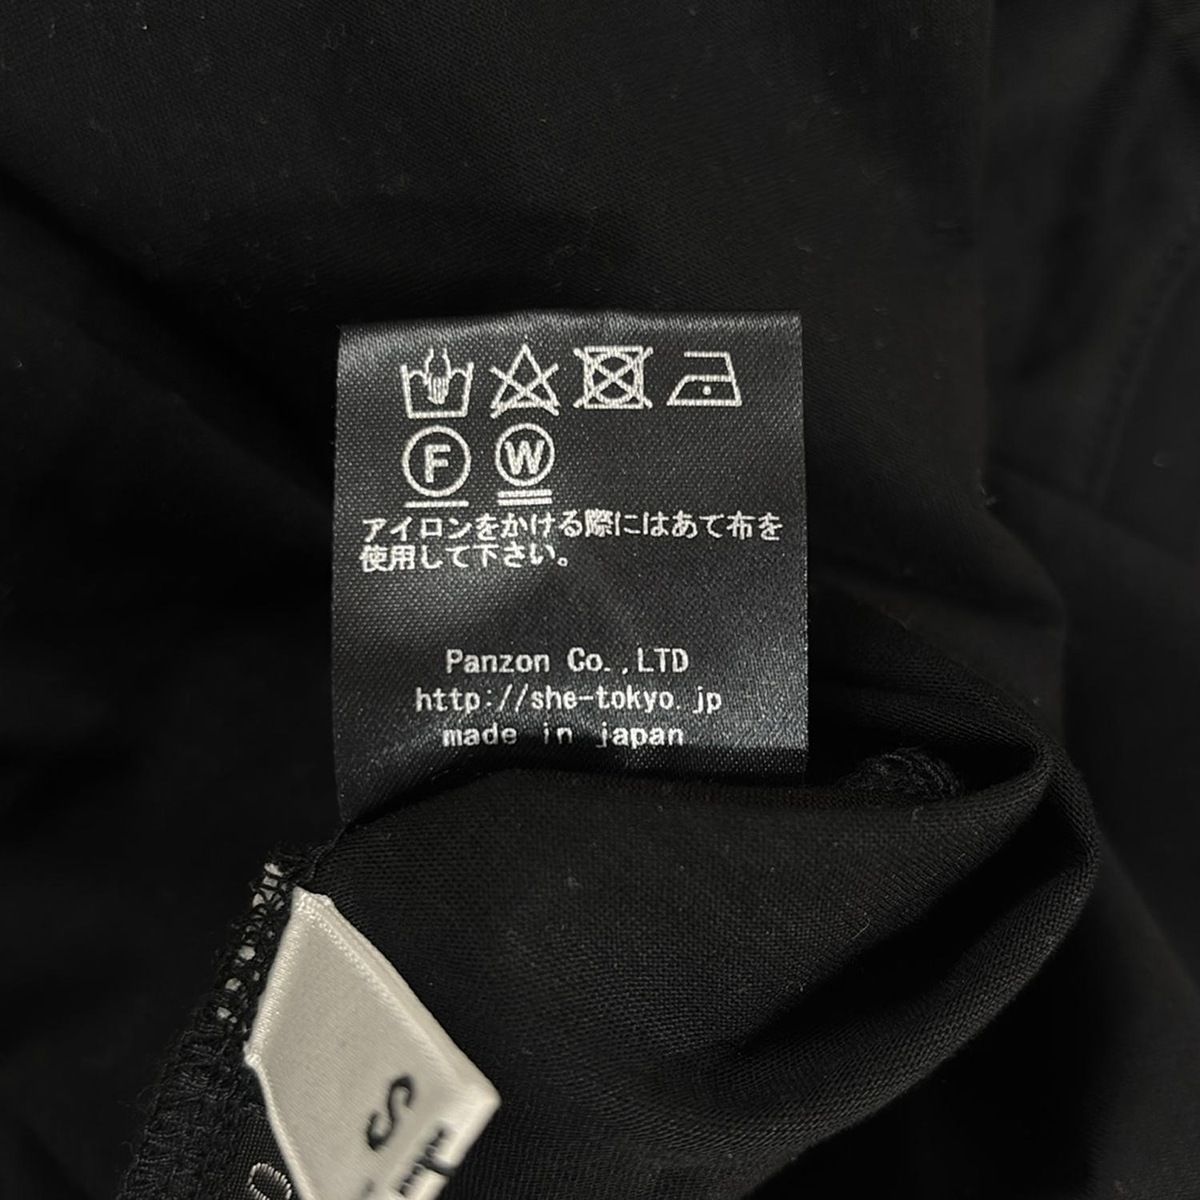 F W
アイロンをかける際にはあて布を
使用して下さい。
Panzon Co.,LTD
http://she-tokyo.jp
made in japan
S